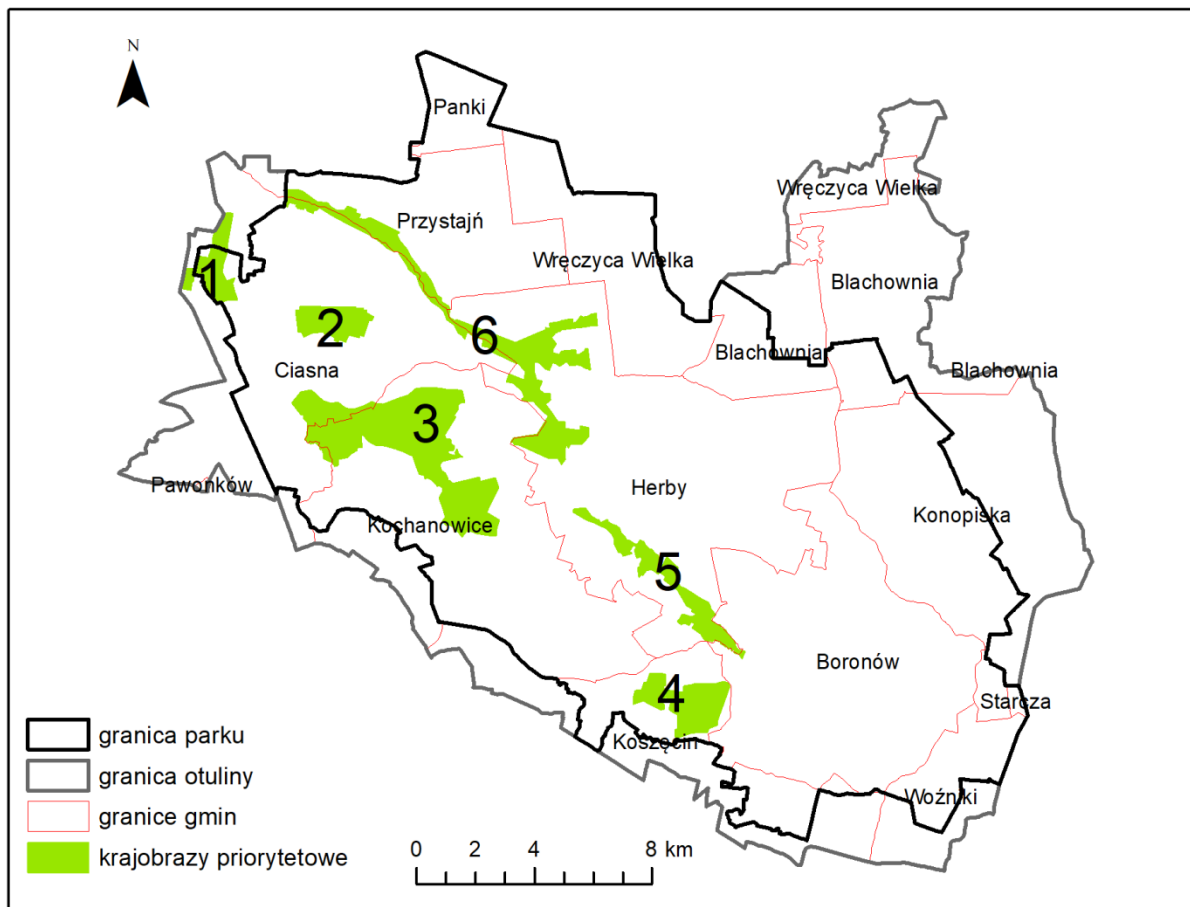 N
Panki
Wręczyca Wielka
Przystajń
Wręczyca Wielka
1
Blachownia
2
6
Blachownia
Ciasna
Blachownia
3
Pawonków
Herby
Kochanowice
Konopiska
5
Boronów
4
Starcza
Koszęcin
Woźniki
granica parku
granica otuliny
granice gmin
krajobrazy priorytetowe
0 2 4 8 km